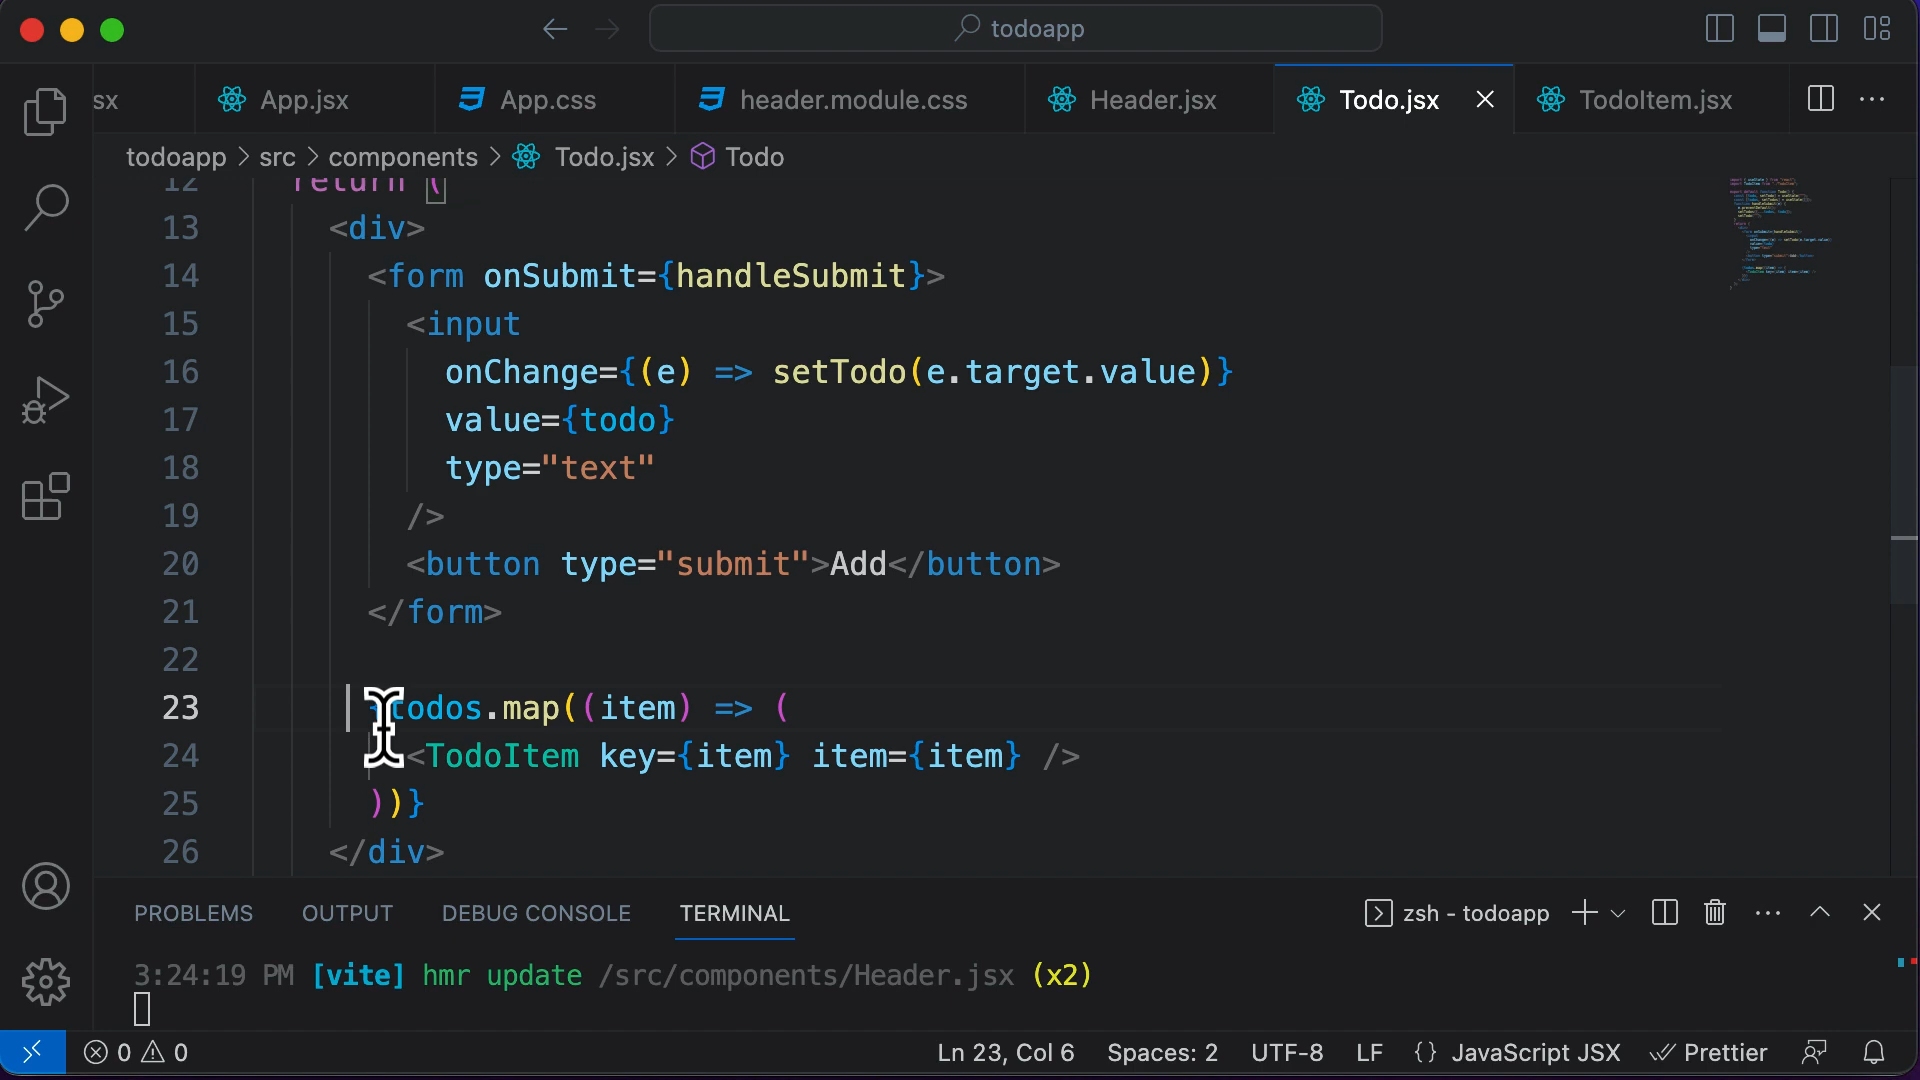 todoapp
sx App.jsx App.css header.module.css Header.jsx Todo.jsx TodoItem.jsx
todoapp > src > components > Todo.jsx > Todo
12 return (
13 <div>
14 <form onSubmit={handleSubmit}>
15 <input
16 onChange={(e) => setTodo(e.target.value)}
17 value={todo}
18 type="text"
19 />
20 <button type="submit">Add</button>
21 </form>
22
23 {todos.map((item) => (
24 <TodoItem key={item} item={item} />
25 ))}
26 </div>
PROBLEMS OUTPUT DEBUG CONSOLE TERMINAL zsh - todoapp
3:24:19 PM [vite] hmr update /src/components/Header.jsx (x2)
0 0 Ln 23, Col 6 Spaces: 2 UTF-8 LF {} JavaScript JSX Prettier